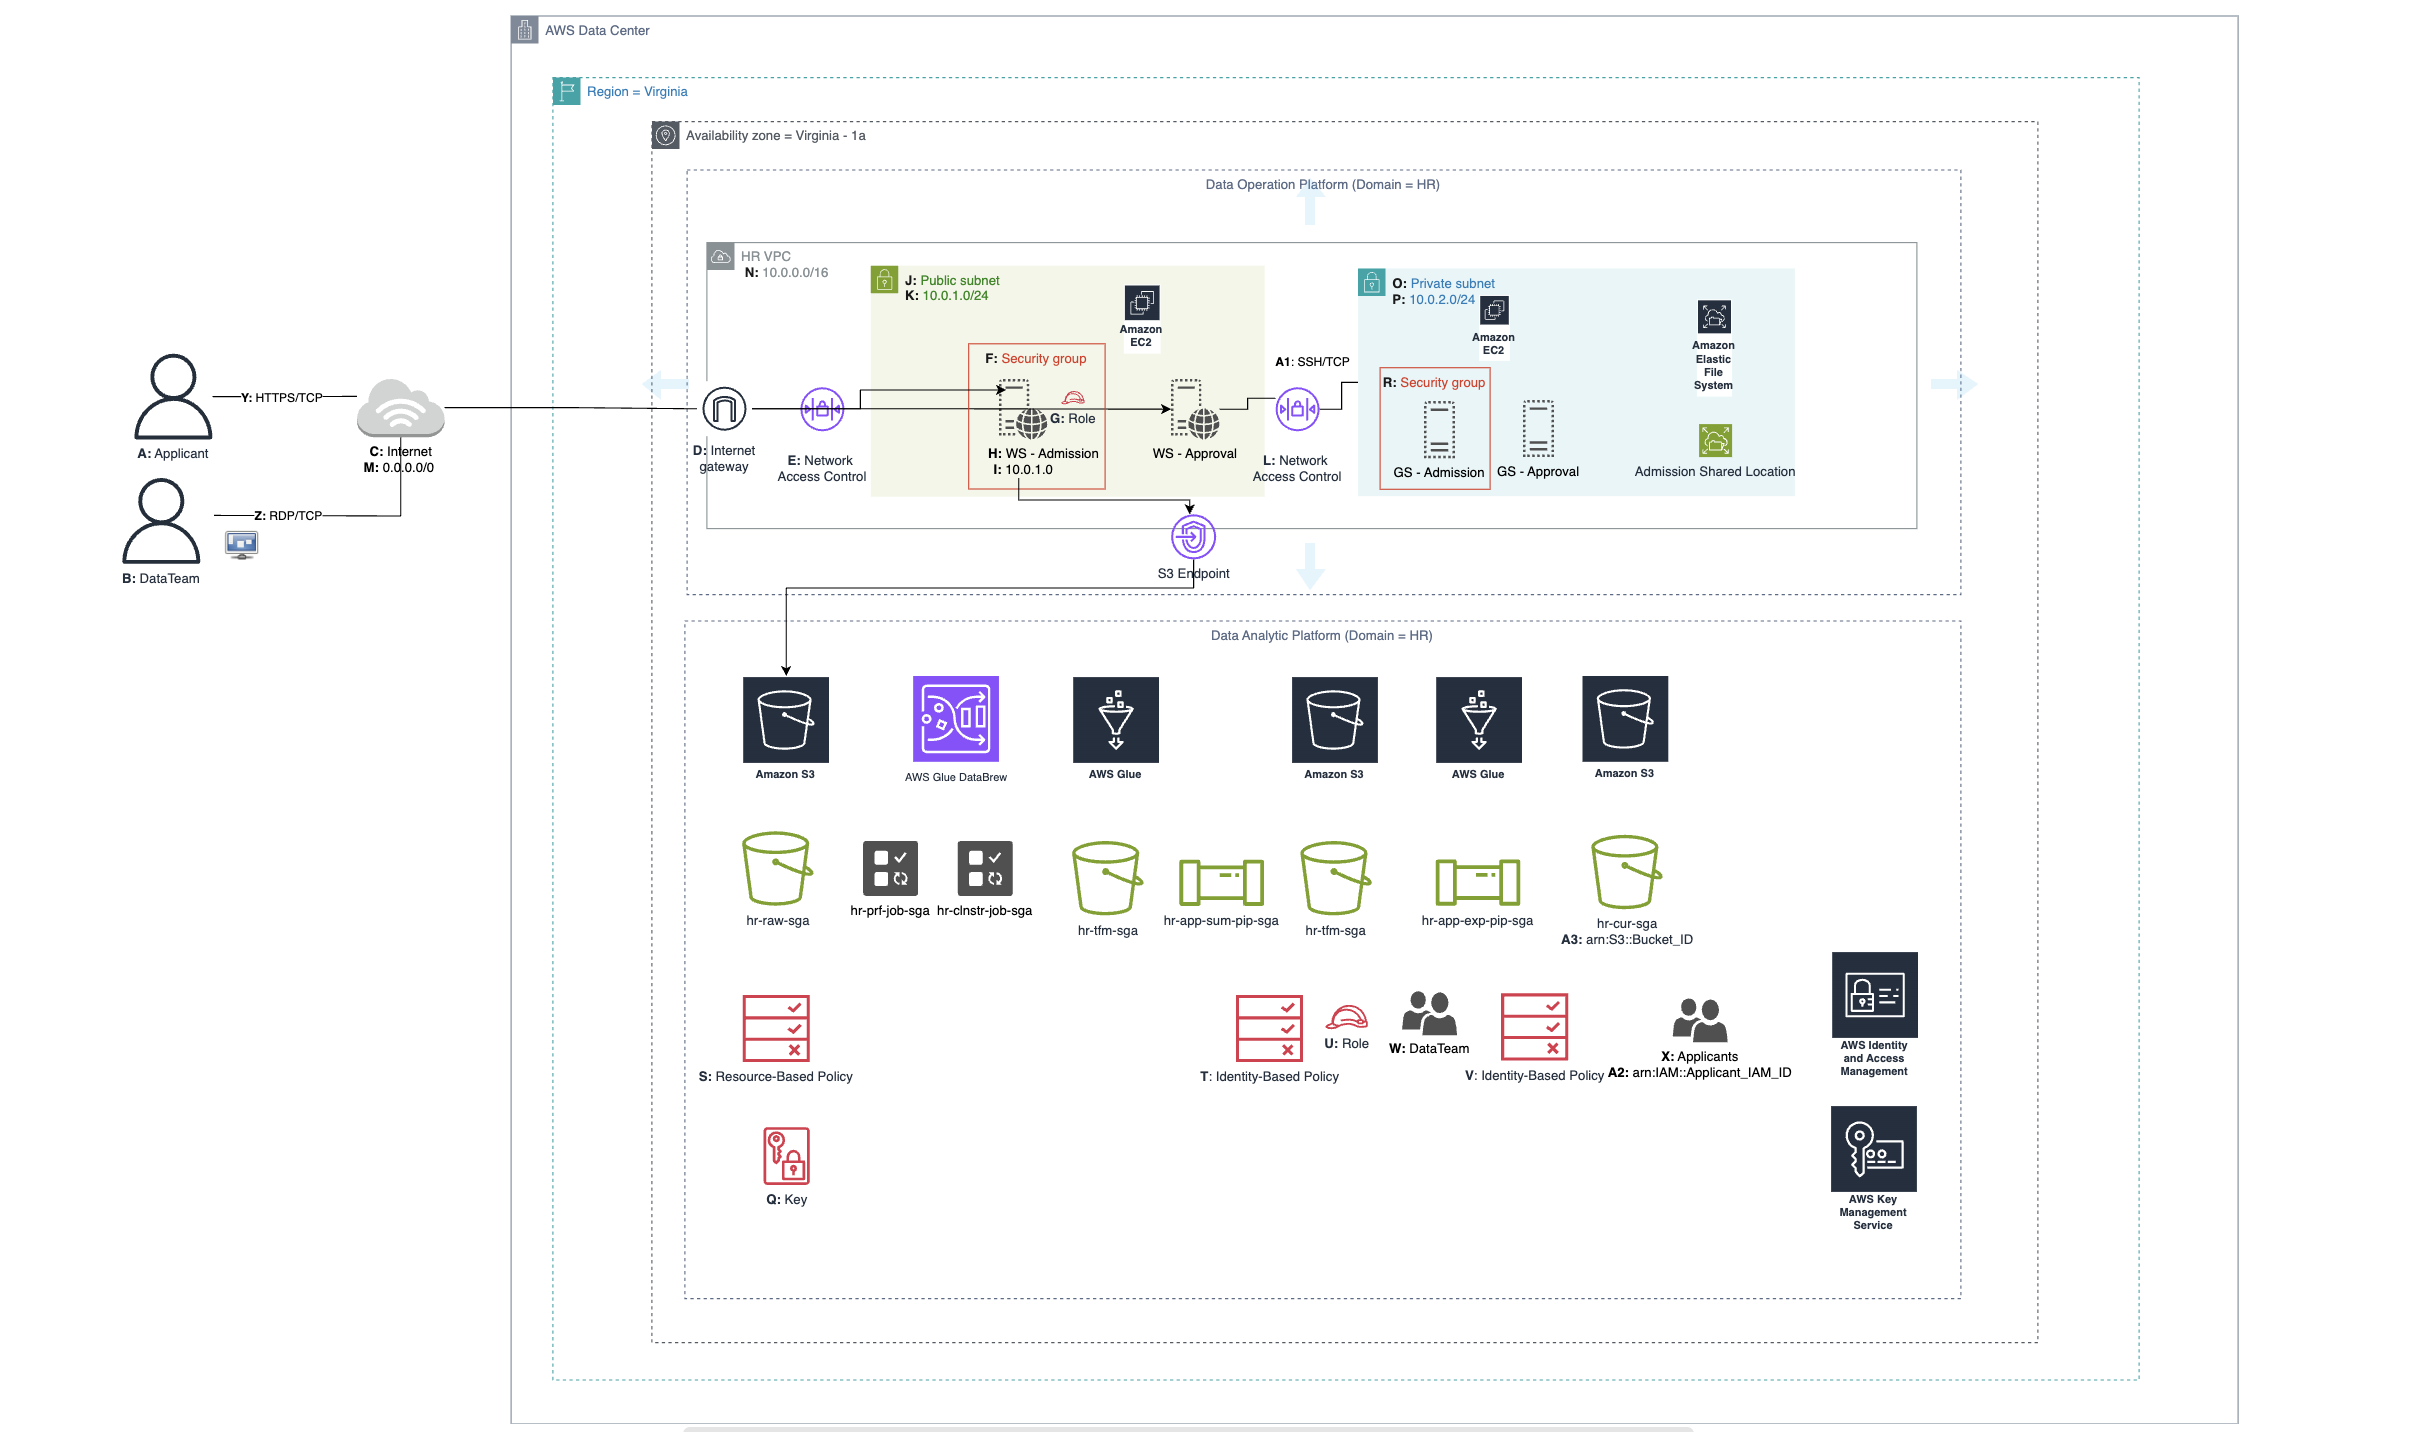 AWS Data Center
Region = Virginia
Availability zone = Virginia - 1a
Data Operation Platform (Domain = HR)
HR VPC
N: 10.0.0.0/16
J: Public subnet
K: 10.0.1.0/24
Amazon
EC2
O: Private subnet
P: 10.0.2.0/24
Amazon
EC2
Amazon
Elastic
File
System
A1: SSH/TCP
F: Security group
R: Security group
G: Role
Y: HTTPS/TCP
A: Applicant
C: Internet
M: 0.0.0.0/0
D: Internet
gateway
E: Network
Access Control
H: WS - Admission
I: 10.0.1.0
WS - Approval
L: Network
Access Control
GS - Admission
GS - Approval
Admission Shared Location
Z: RDP/TCP
B: DataTeam
S3 Endpoint
Data Analytic Platform (Domain = HR)
Amazon S3
AWS Glue DataBrew
AWS Glue
Amazon S3
AWS Glue
Amazon S3
hr-raw-sga
hr-prf-job-sga
hr-clnstr-job-sga
hr-tfm-sga
hr-app-sum-pip-sga
hr-tfm-sga
hr-app-exp-pip-sga
hr-cur-sga
A3: arn:S3::Bucket_ID
S: Resource-Based Policy
T: Identity-Based Policy
U: Role
W: DataTeam
V: Identity-Based Policy
X: Applicants
A2: arn:IAM::Applicant_IAM_ID
AWS Identity
and Access
Management
Q: Key
AWS Key
Management
Service